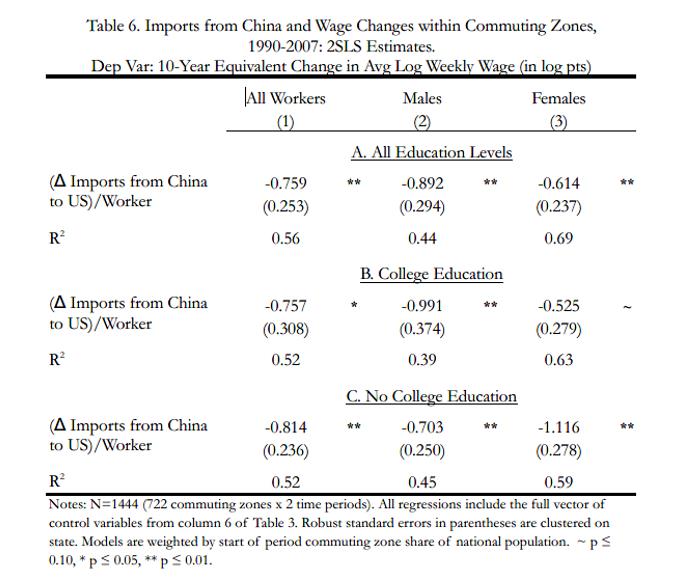 Table 6. Imports from China and Wage Changes within Commuting Zones,
1990-2007: 2SLS Estimates.
Dep Var: 10-Year Equivalent Change in Avg Log Weekly Wage (in log pts)
All Workers Males Females
(1) (2) (3)
A. All Education Levels
(Δ Imports from China
to US)/Worker
-0.759 ** -0.892 ** -0.614 **
(0.253) (0.294) (0.237)
R² 0.56 0.44 0.69
B. College Education
(Δ Imports from China
to US)/Worker
-0.757 * -0.991 ** -0.525 ~
(0.308) (0.374) (0.279)
R² 0.52 0.39 0.63
C. No College Education
(Δ Imports from China
to US)/Worker
-0.814 ** -0.703 ** -1.116 **
(0.236) (0.250) (0.278)
R² 0.52 0.45 0.59
Notes: N=1444 (722 commuting zones x 2 time periods). All regressions include the full vector of
control variables from column 6 of Table 3. Robust standard errors in parentheses are clustered on
state. Models are weighted by start of period commuting zone share of national population. ~ p ≤
0.10, * p ≤ 0.05, ** p ≤ 0.01.